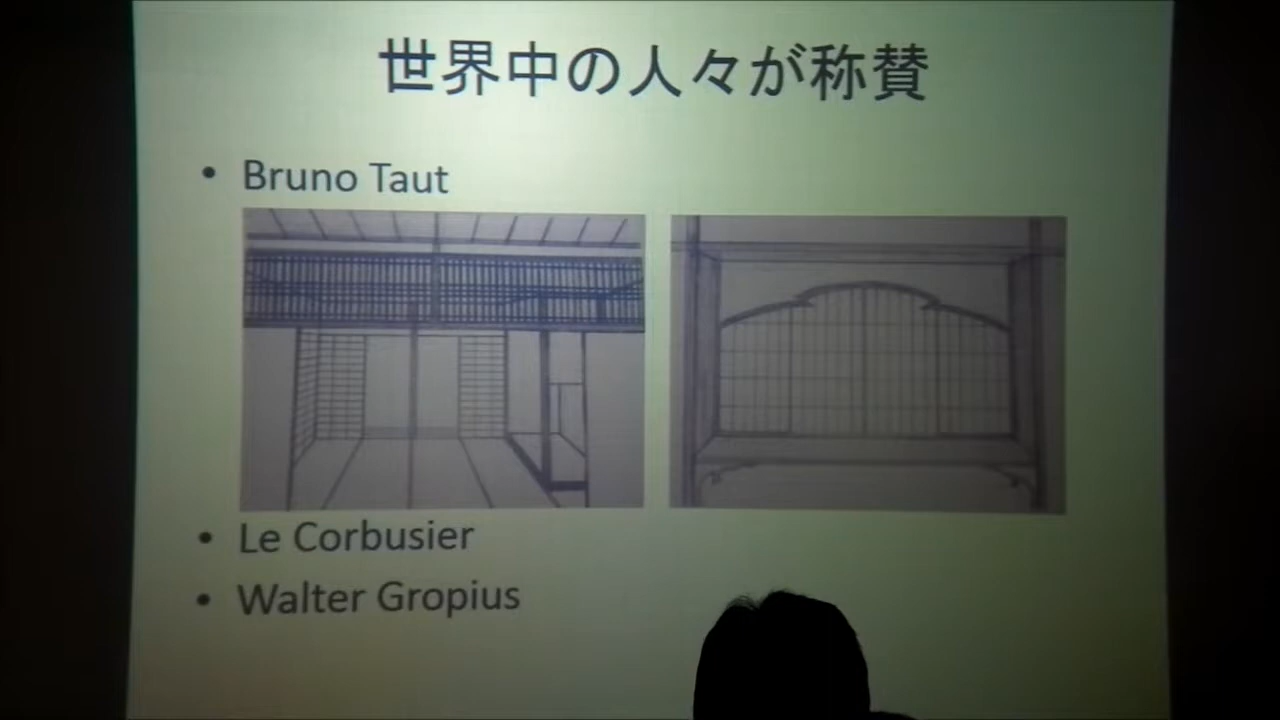 世界中の人々が称賛
• Bruno Taut
• Le Corbusier
• Walter Gropius